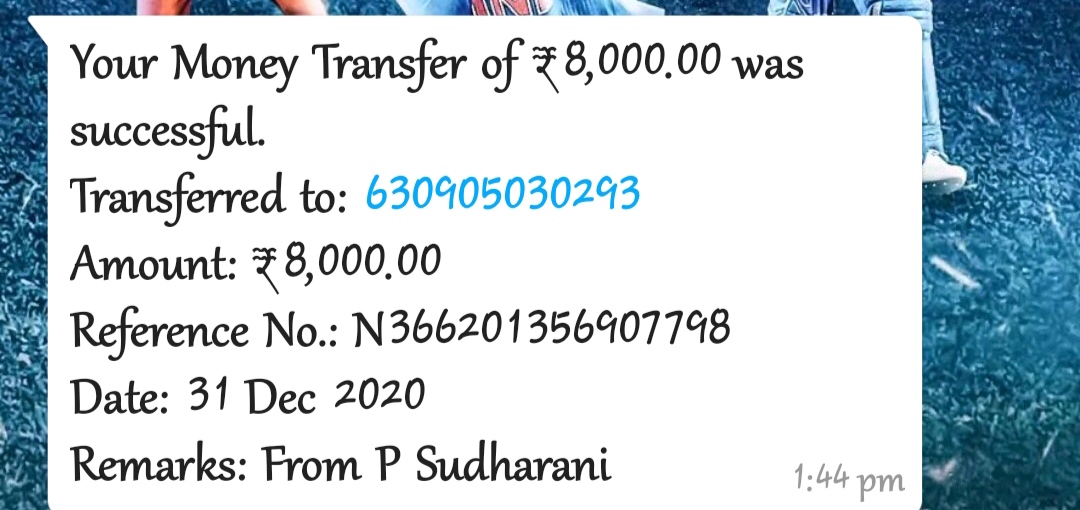 Your Money Transfer of ₹8,000.00 was
successful.
Transferred to: 630905030293
Amount: ₹8,000.00
Reference No.: N366201356907798
Date: 31 Dec 2020
Remarks: From P Sudharani
1:44 pm